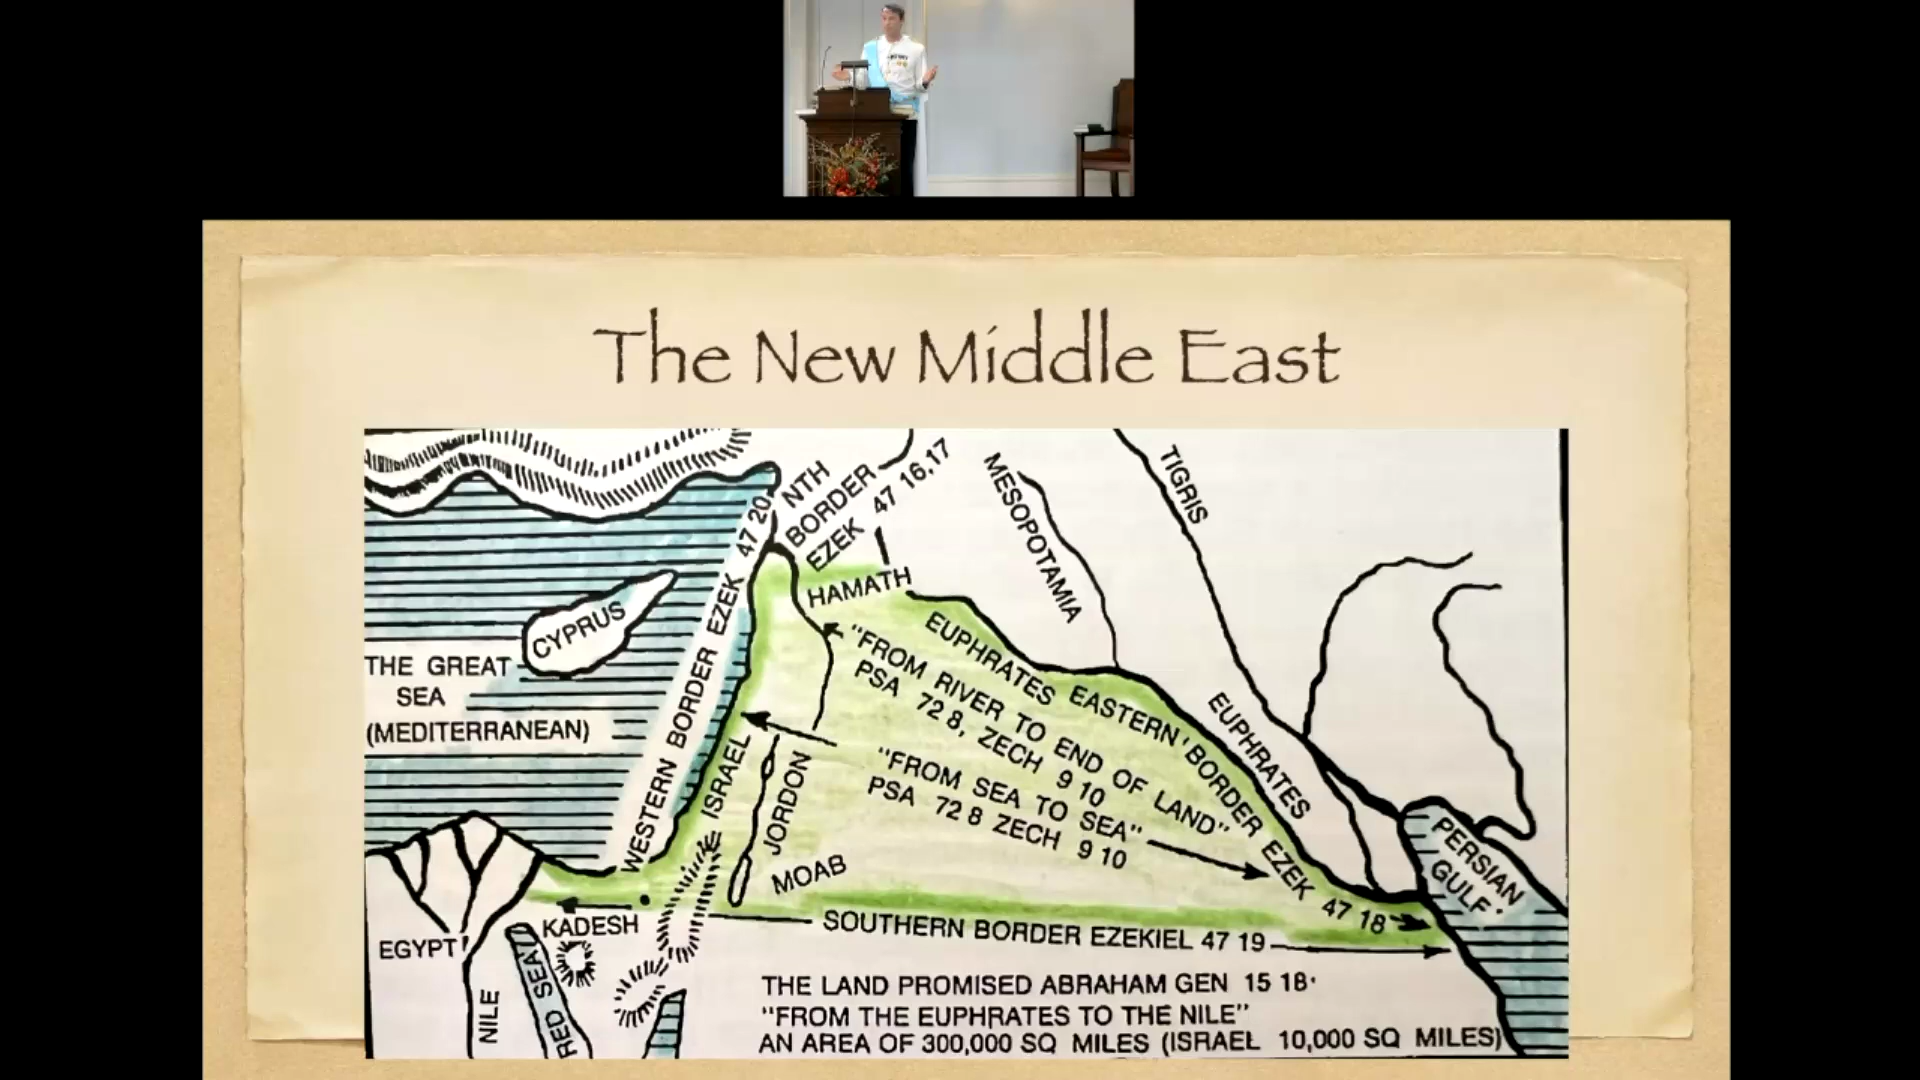 The New Middle East
NTH
BORDER
EZEK 47 16,17
MESOPOTAMIA
TIGRIS
WESTERN BORDER EZEK 47 20
HAMATH
CYPRUS
THE GREAT
SEA
(MEDITERRANEAN)
EUPHRATES EASTERN BORDER EZEK 47 18
"FROM RIVER TO END OF LAND"
PSA 72 8, ZECH 9 10
EUPHRATES
"FROM SEA TO SEA"
PSA 72 8 ZECH 9 10
ISRAEL
JORDON
MOAB
PERSIAN
GULF
KADESH
EGYPT
NILE
RED SEA
SOUTHERN BORDER EZEKIEL 47 19
THE LAND PROMISED ABRAHAM GEN 15 18.
"FROM THE EUPHRATES TO THE NILE"
AN AREA OF 300,000 SQ MILES (ISRAEL 10,000 SQ MILES)